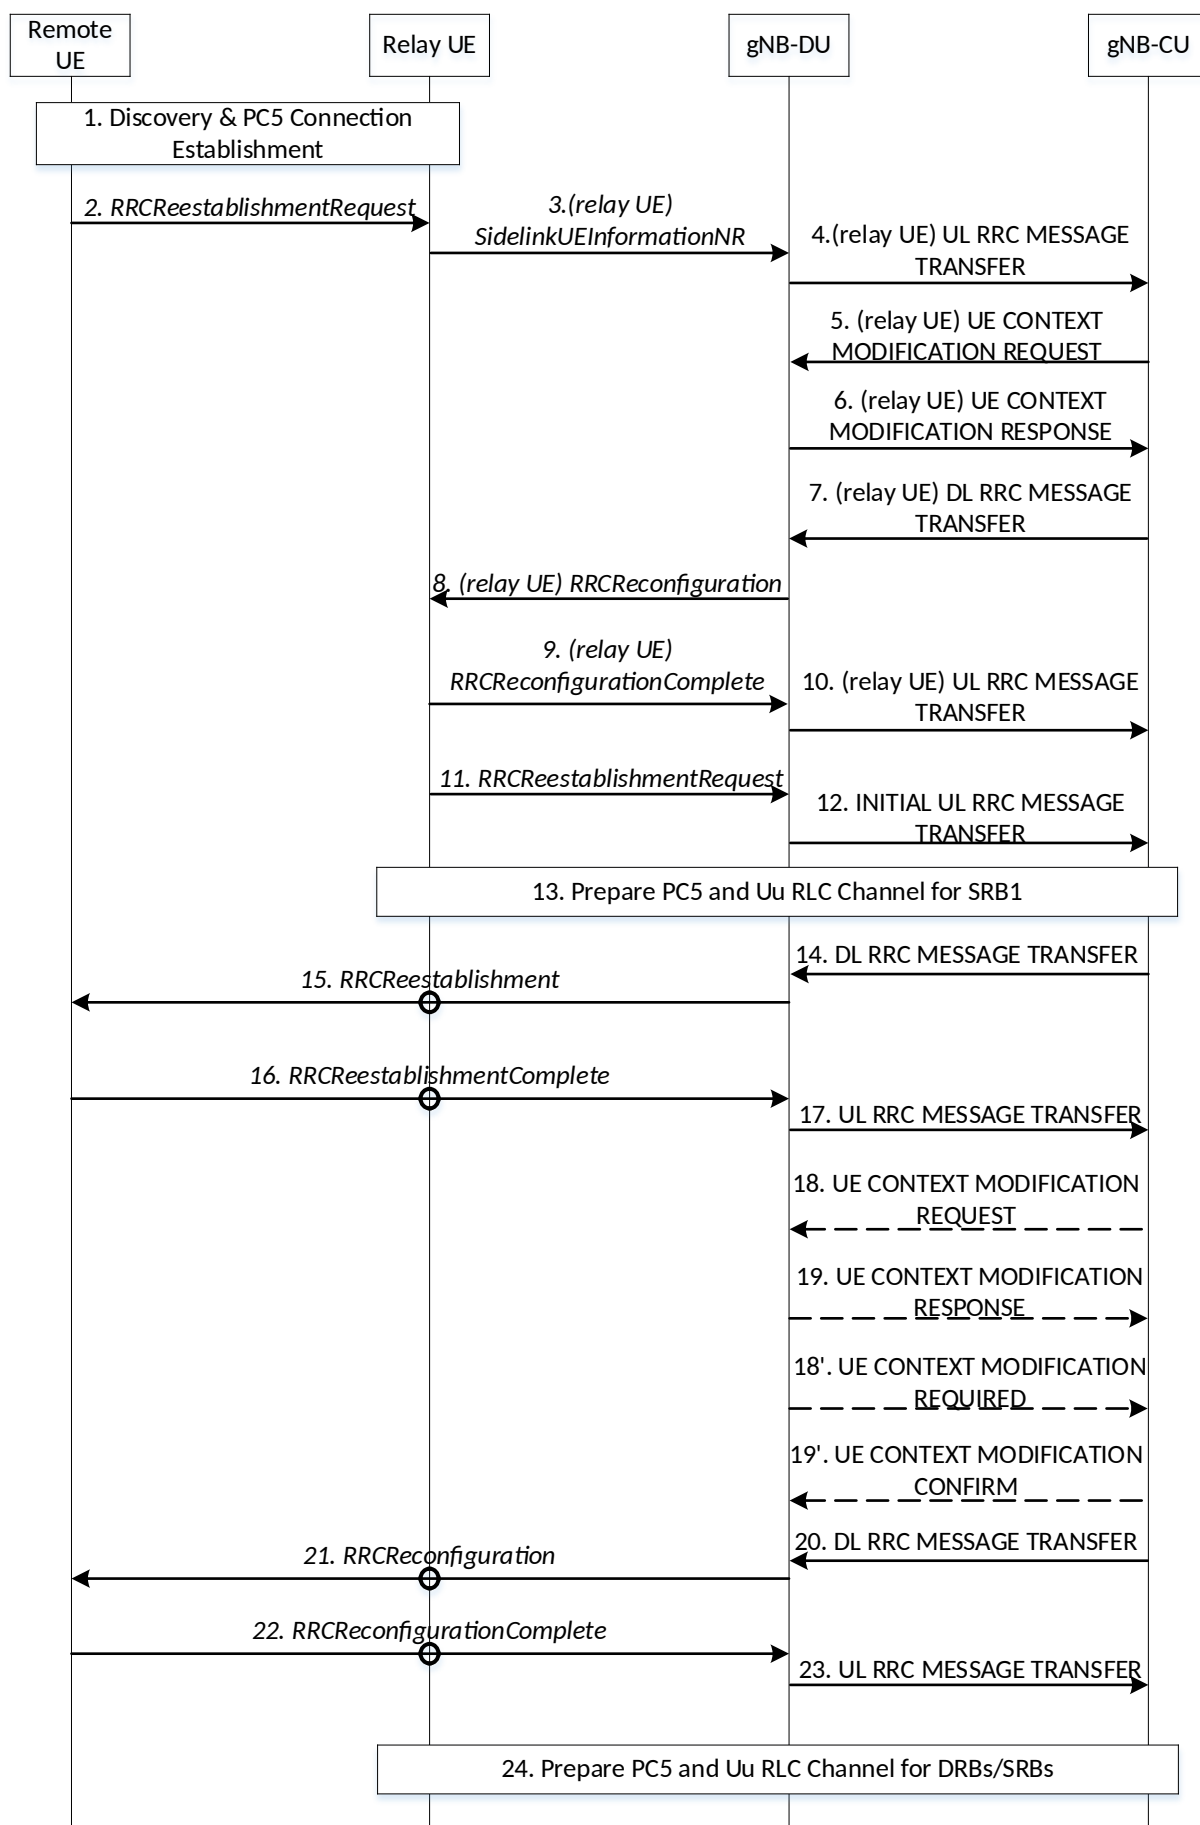 Remote
UE
Relay UE
gNB-DU
gNB-CU
1. Discovery & PC5 Connection
Establishment
2. RRCReestablishmentRequest
3.(relay UE)
SidelinkUEInformationNR
4.(relay UE) UL RRC MESSAGE
TRANSFER
5. (relay UE) UE CONTEXT
MODIFICATION REQUEST
6. (relay UE) UE CONTEXT
MODIFICATION RESPONSE
7. (relay UE) DL RRC MESSAGE
TRANSFER
8. (relay UE) RRCReconfiguration
9. (relay UE)
RRCReconfigurationComplete
10. (relay UE) UL RRC MESSAGE
TRANSFER
11. RRCReestablishmentRequest
12. INITIAL UL RRC MESSAGE
TRANSFER
13. Prepare PC5 and Uu RLC Channel for SRB1
14. DL RRC MESSAGE TRANSFER
15. RRCReestablishment
16. RRCReestablishmentComplete
17. UL RRC MESSAGE TRANSFER
18. UE CONTEXT MODIFICATION
REQUEST
19. UE CONTEXT MODIFICATION
RESPONSE
18'. UE CONTEXT MODIFICATION
REQUIRED
19'. UE CONTEXT MODIFICATION
CONFIRM
20. DL RRC MESSAGE TRANSFER
21. RRCReconfiguration
22. RRCReconfigurationComplete
23. UL RRC MESSAGE TRANSFER
24. Prepare PC5 and Uu RLC Channel for DRBs/SRBs